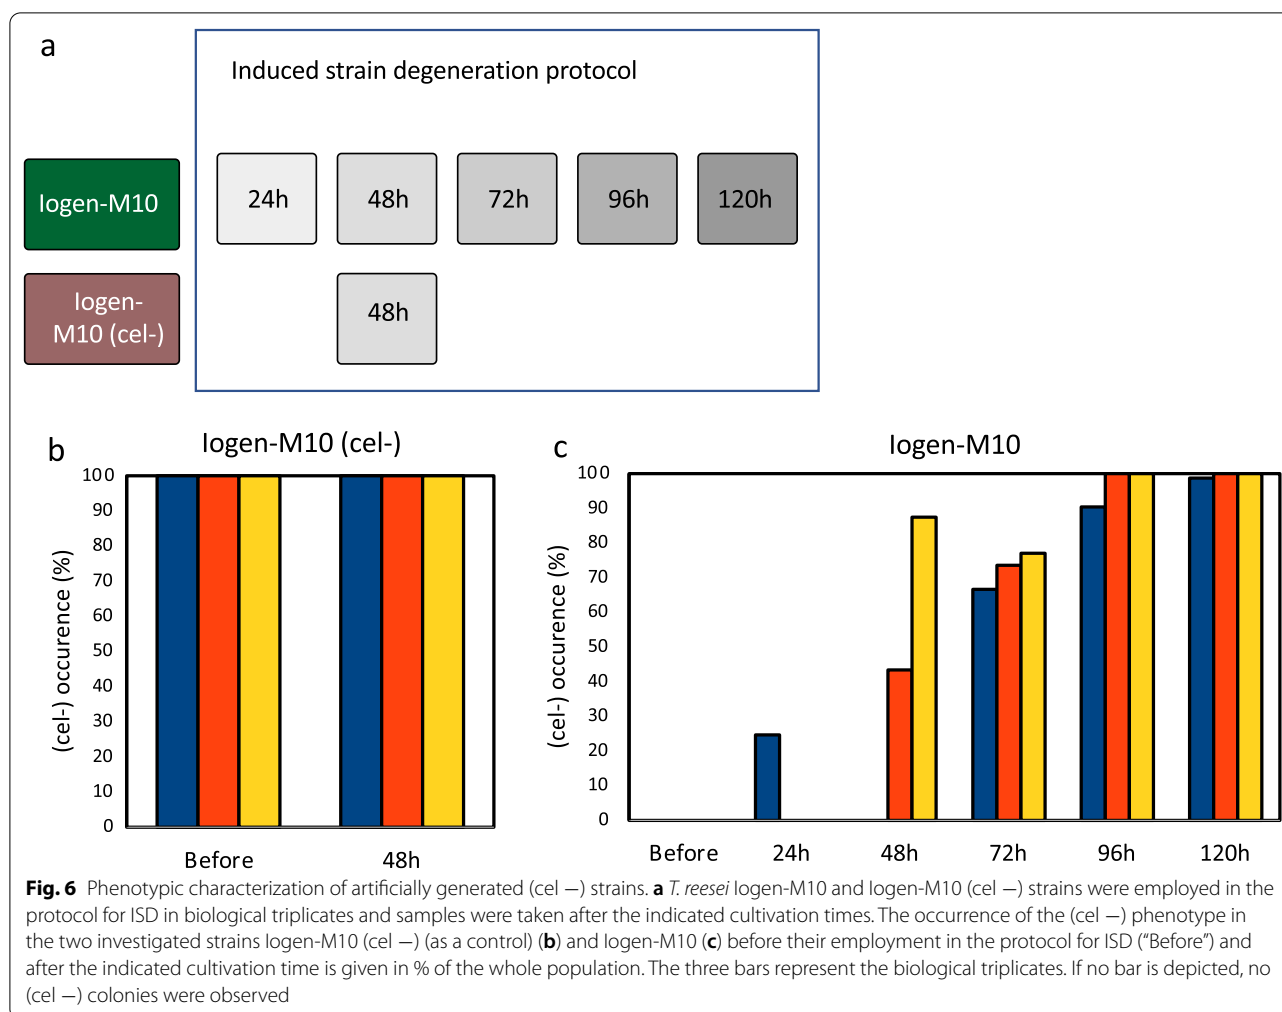 a
Induced strain degeneration protocol
Iogen-M10
24h
48h
72h
96h
120h
Iogen-
M10 (cel-)
48h
b
Iogen-M10 (cel-)
(cel-) occurence (%)
100
90
80
70
60
50
40
30
20
10
0
Before
48h
c
Iogen-M10
(cel-) occurence (%)
100
90
80
70
60
50
40
30
20
10
0
Before
24h
48h
72h
96h
120h
Fig. 6 Phenotypic characterization of artificially generated (cel −) strains. a T. reesei Iogen-M10 and Iogen-M10 (cel −) strains were employed in the
protocol for ISD in biological triplicates and samples were taken after the indicated cultivation times. The occurrence of the (cel −) phenotype in
the two investigated strains Iogen-M10 (cel −) (as a control) (b) and Iogen-M10 (c) before their employment in the protocol for ISD (“Before”) and
after the indicated cultivation time is given in % of the whole population. The three bars represent the biological triplicates. If no bar is depicted, no
(cel −) colonies were observed